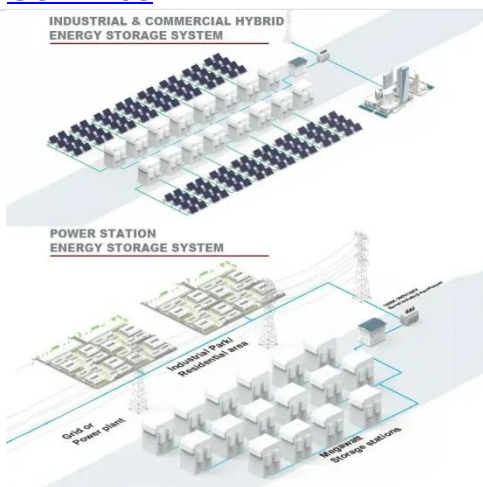 INDUSTRIAL & COMMERCIAL HYBRID
ENERGY STORAGE SYSTEM
POWER STATION
ENERGY STORAGE SYSTEM
Industrial Park/
Residential area
Grid or
Power plant
Megawatt
Storage stations